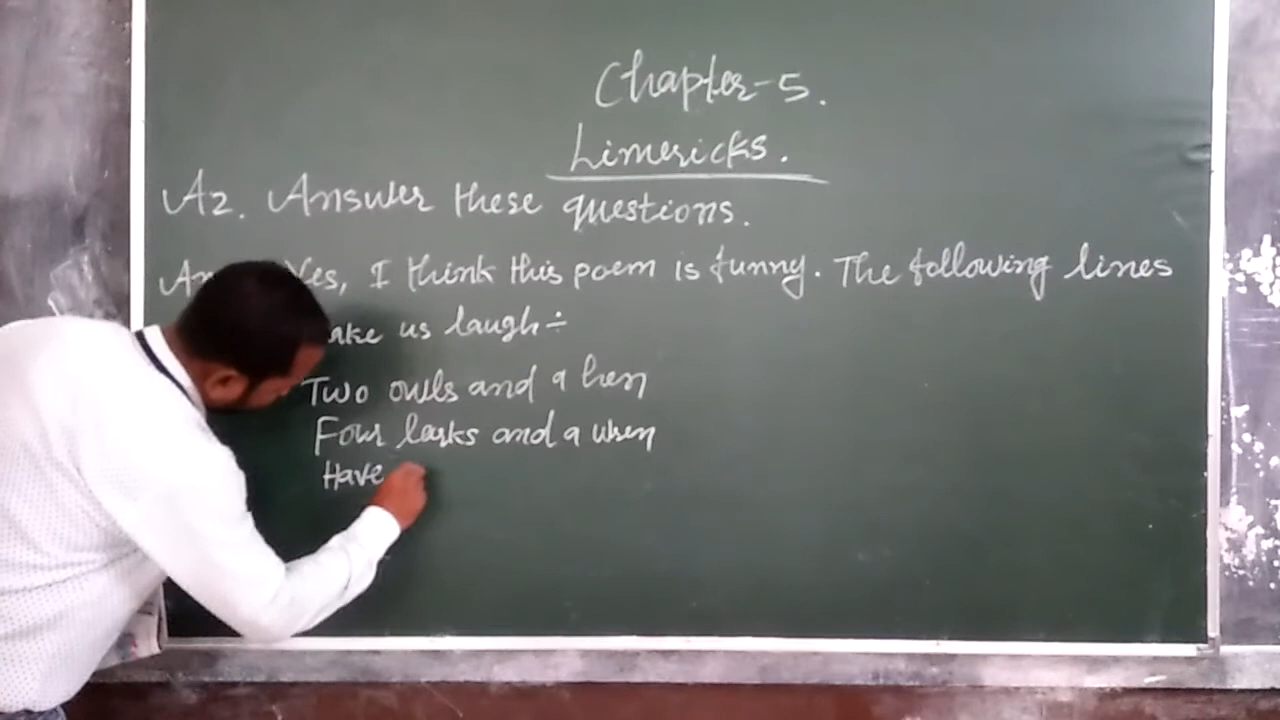 Chapter-5.
Limericks.
A2. Answer these questions.
Yes, I think this poem is funny. The following lines
us laugh÷
Two owls and a hen
Four larks and a wren
Have